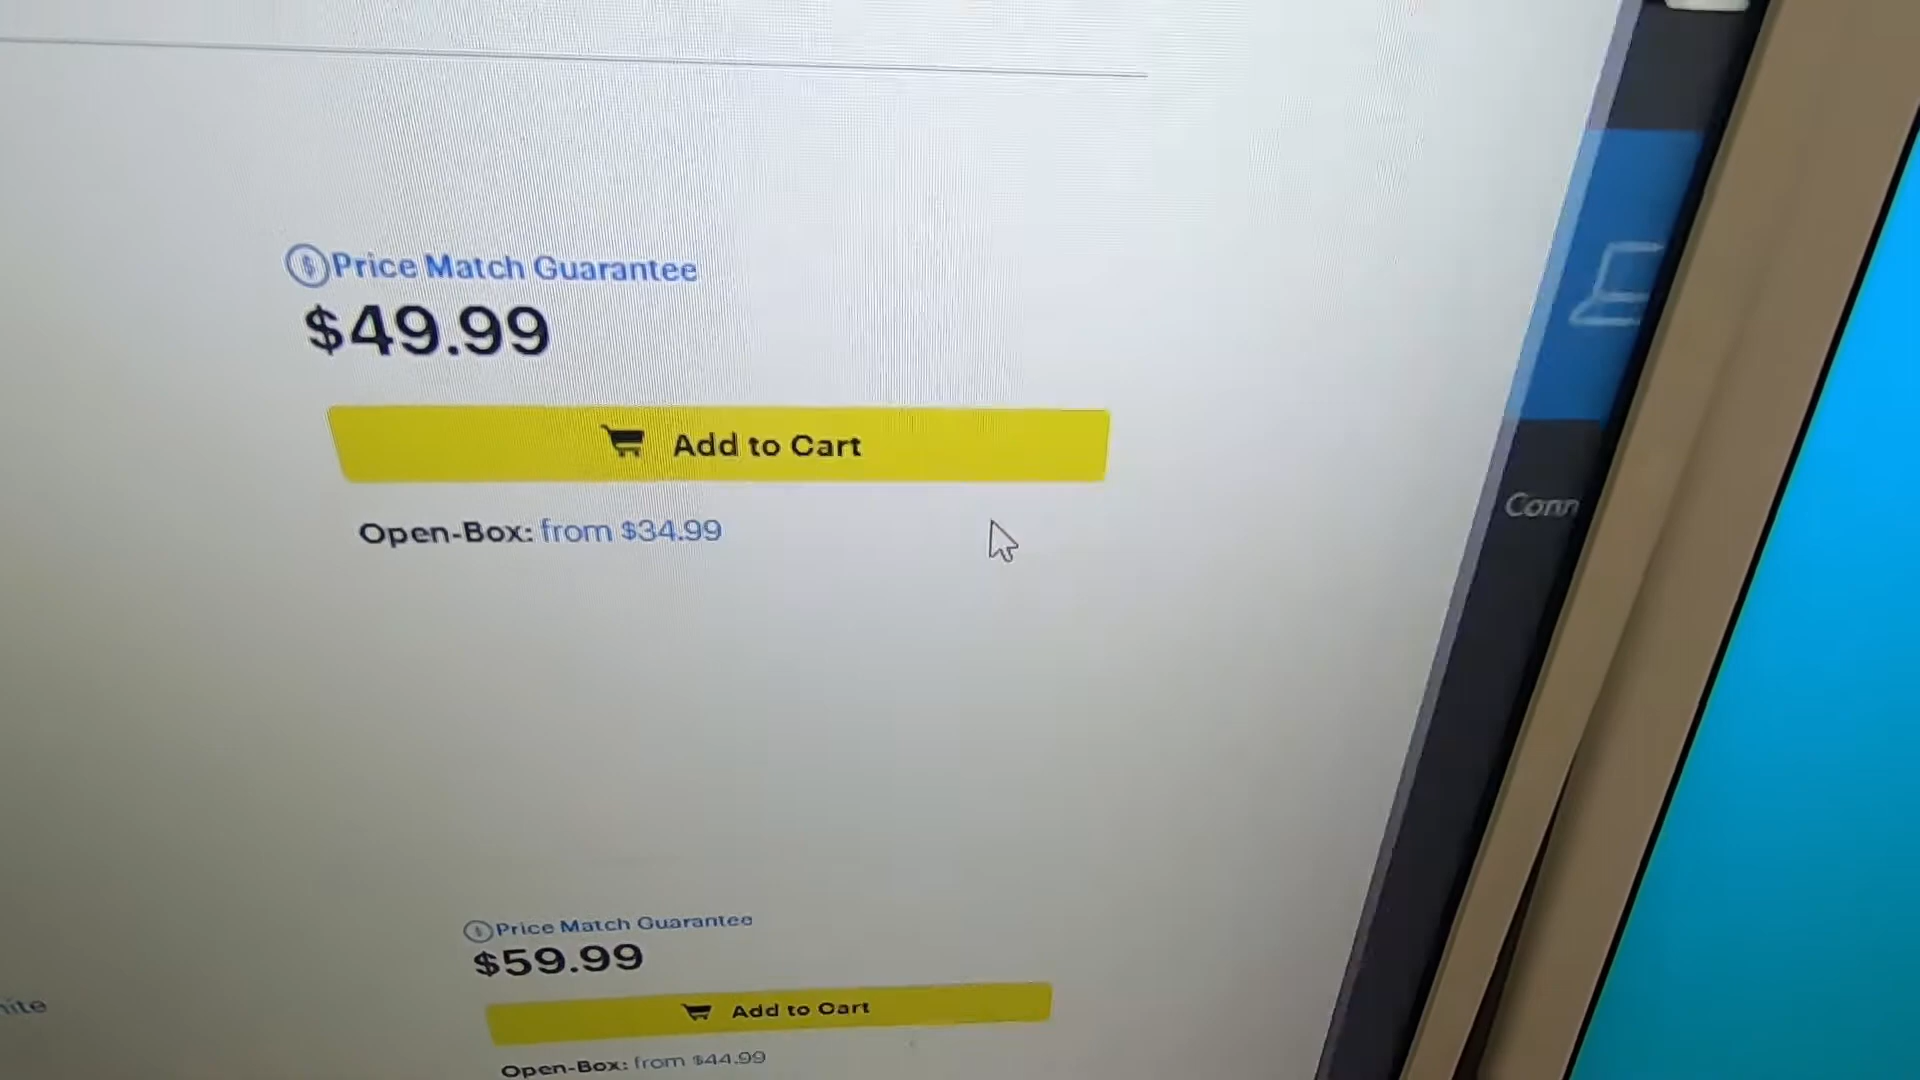 Price Match Guarantee
$49.99
Add to Cart
Open-Box: from $34.99
Conn
Price Match Guarantee
$59.99
Add to Cart
Open-Box: from $44.99